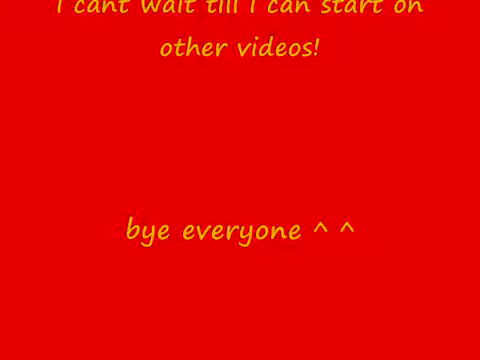 I cant wait till I can start on
other videos!
bye everyone ^ ^